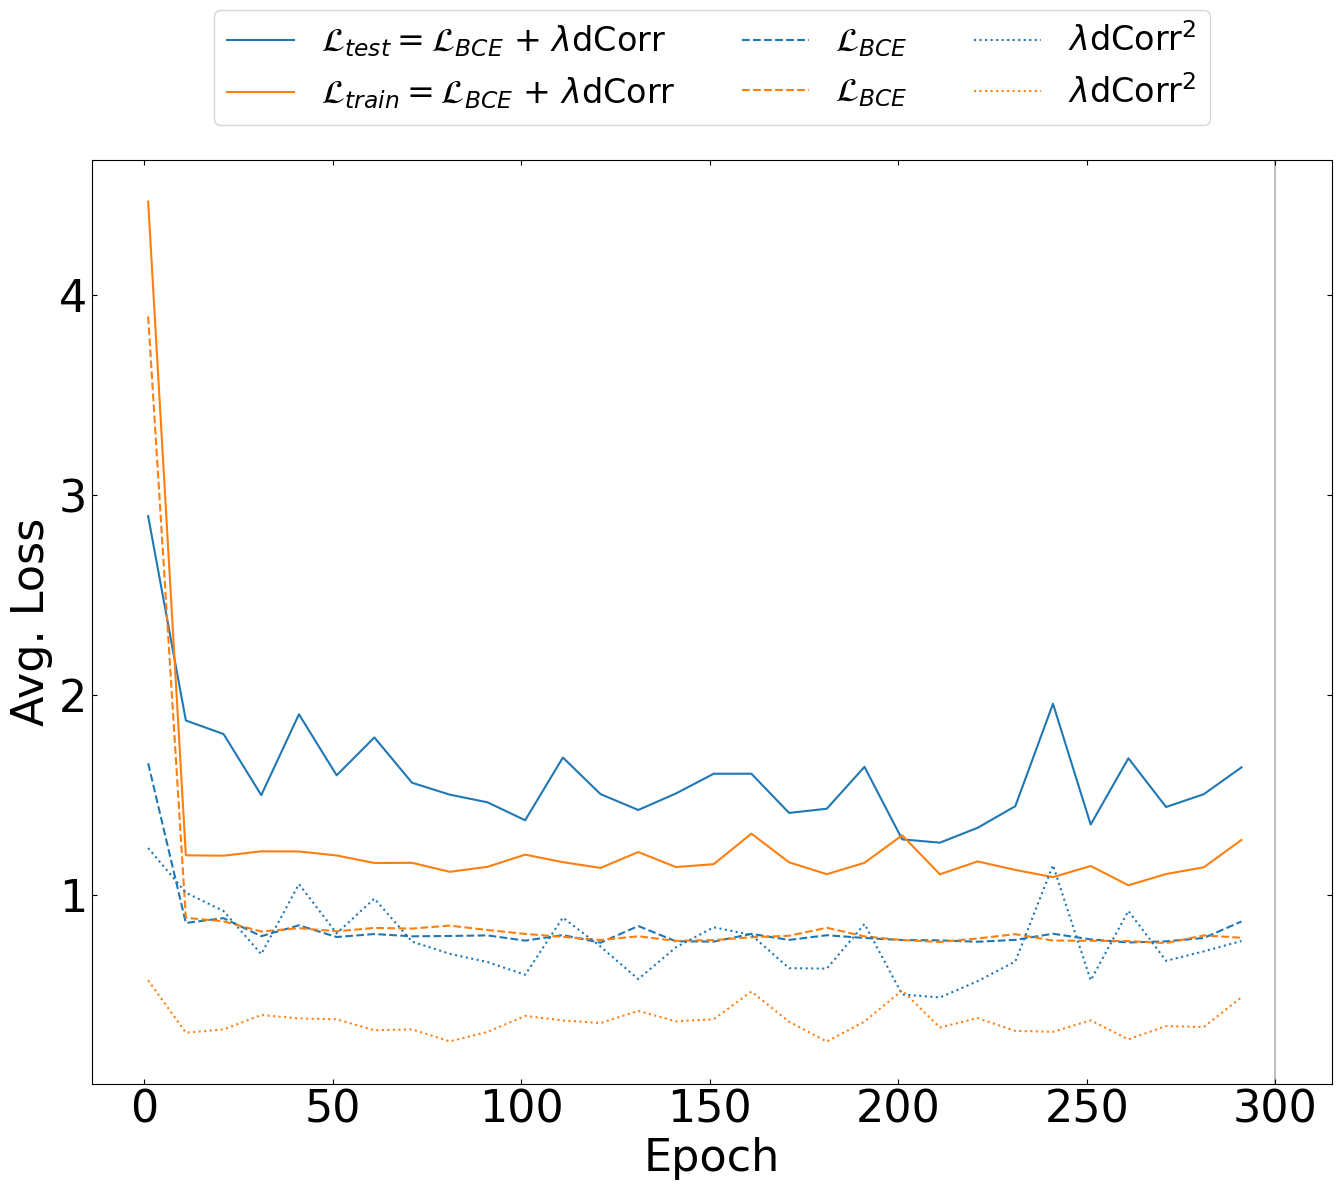 ℒ_test = ℒ_BCE + λdCorr ℒ_BCE λdCorr²
ℒ_train = ℒ_BCE + λdCorr ℒ_BCE λdCorr²
4
3
2
1
Avg. Loss
0 50 100 150 200 250 300
Epoch